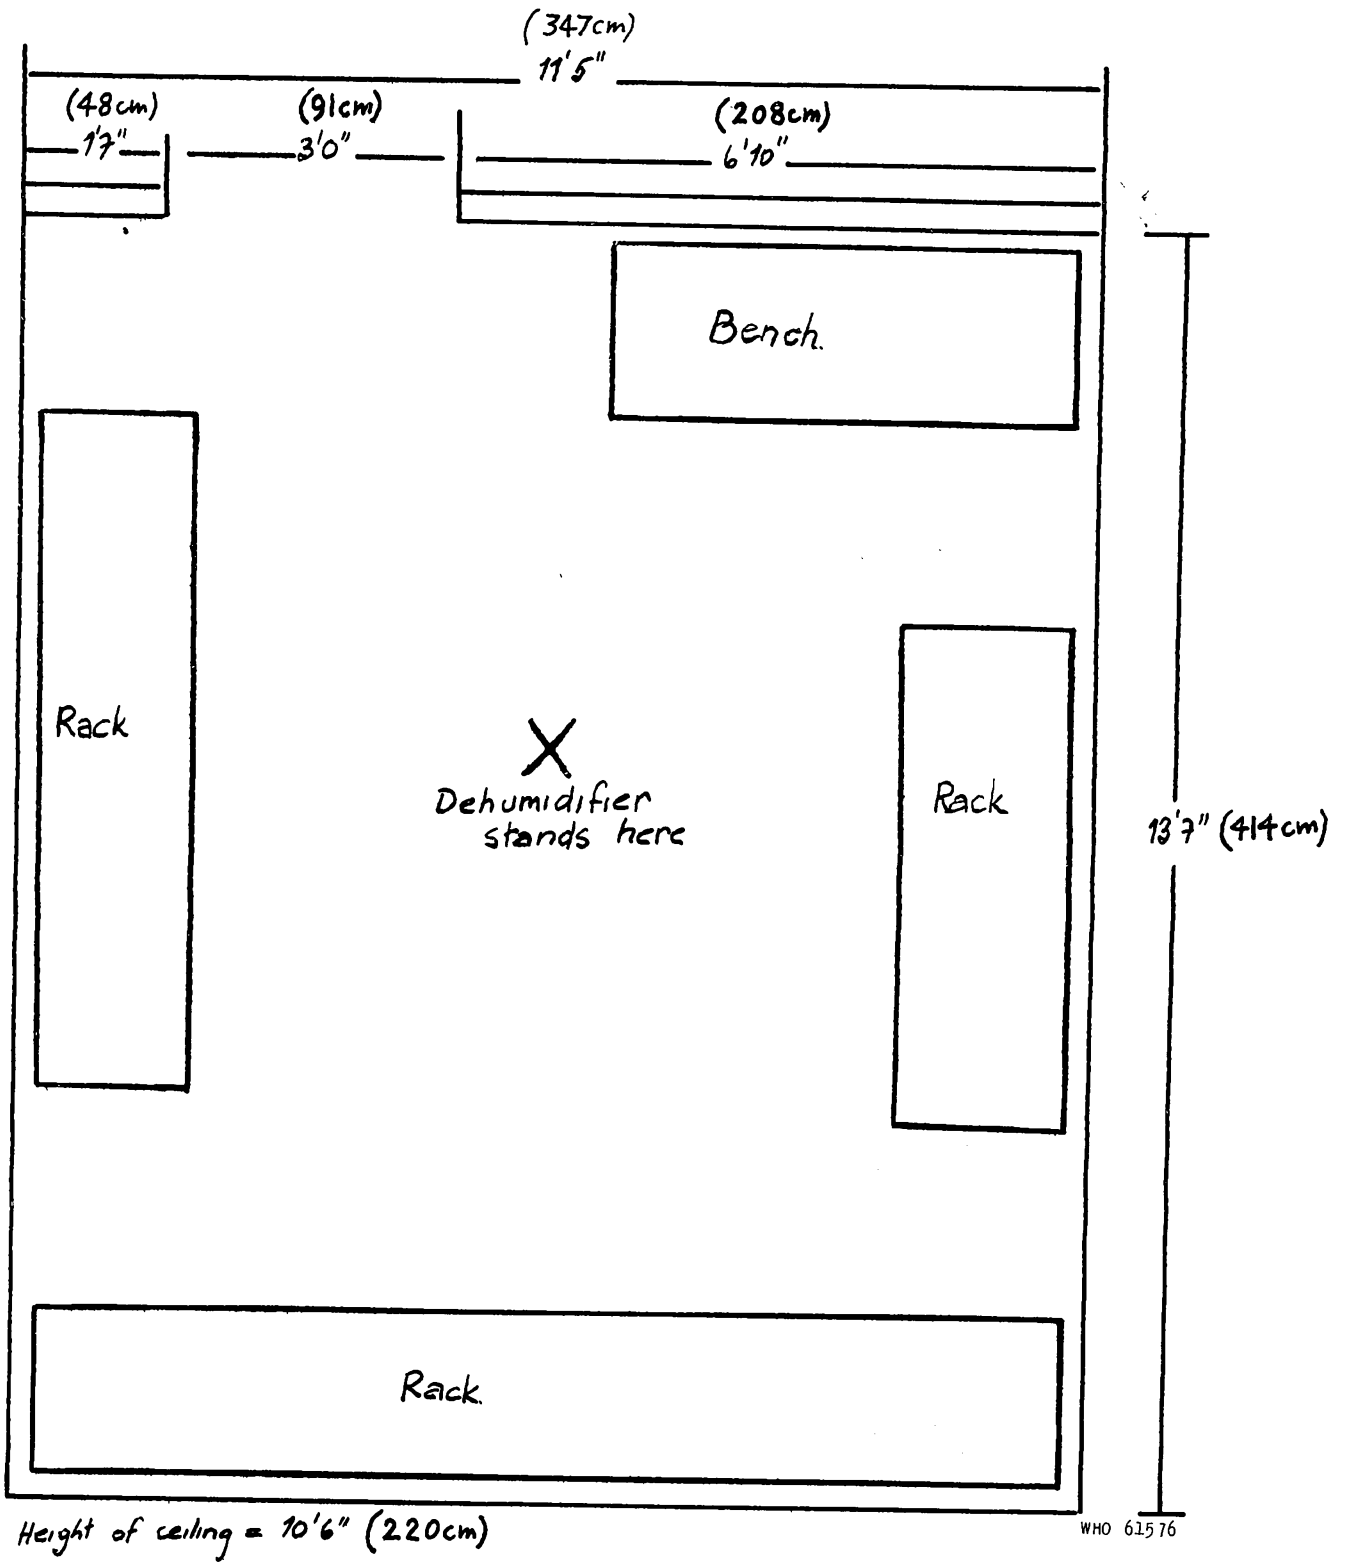 (347cm)
11'5"
(48cm) (91cm) (208cm)
1'7" 3'0" 6'10"
Bench.
Rack
Dehumidifier
stands here
Rack
13'7" (414cm)
Rack.
Height of ceiling = 10'6" (220cm)
WHO 61576